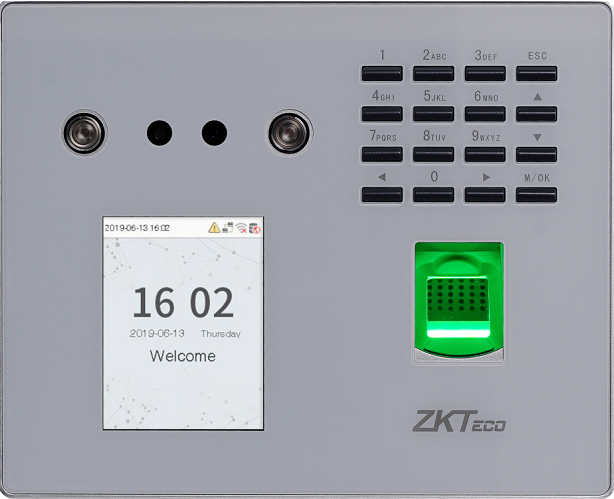 1 2ABC 3DEF ESC
4GHI 5JKL 6MNO
7PQRS 8TUV 9WXYZ
0 M/OK
2019-06-13 16:02
16 02
2019-06-13 Thursday
Welcome
ZKTECO